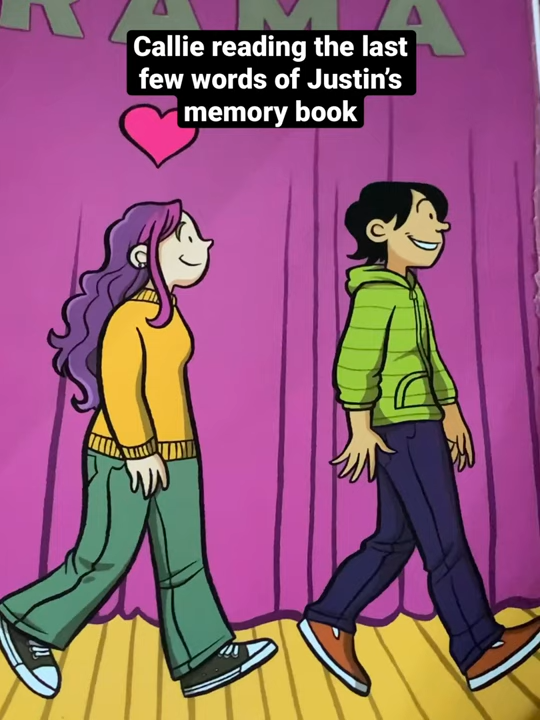 RAMA
Callie reading the last
few words of Justin’s
memory book